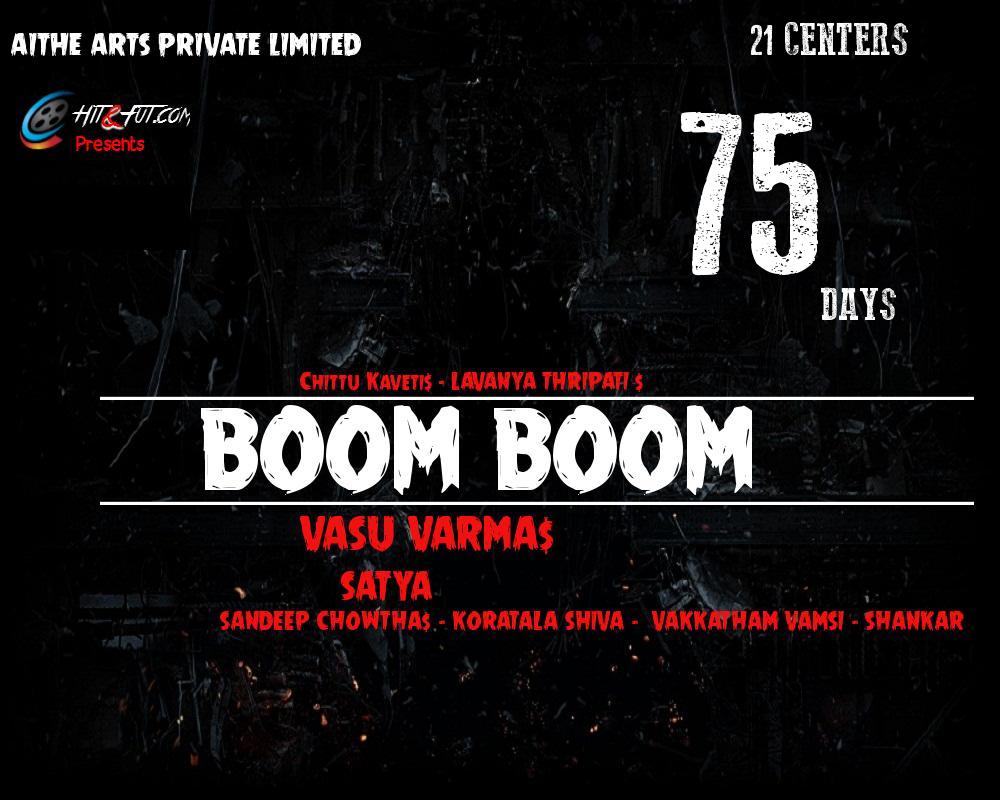 AITHE ARTS PRIVATE LIMITED
21 CENTERS
HIT&FUT.COM
Presents
75
DAYS
CHITTU KAVETI$ - LAVANYA THRIPATI $
BOOM BOOM
VASU VARMA$
SATYA
SANDEEP CHOWTHA$ - KORATALA SHIVA - VAKKATHAM VAMSI - SHANKAR